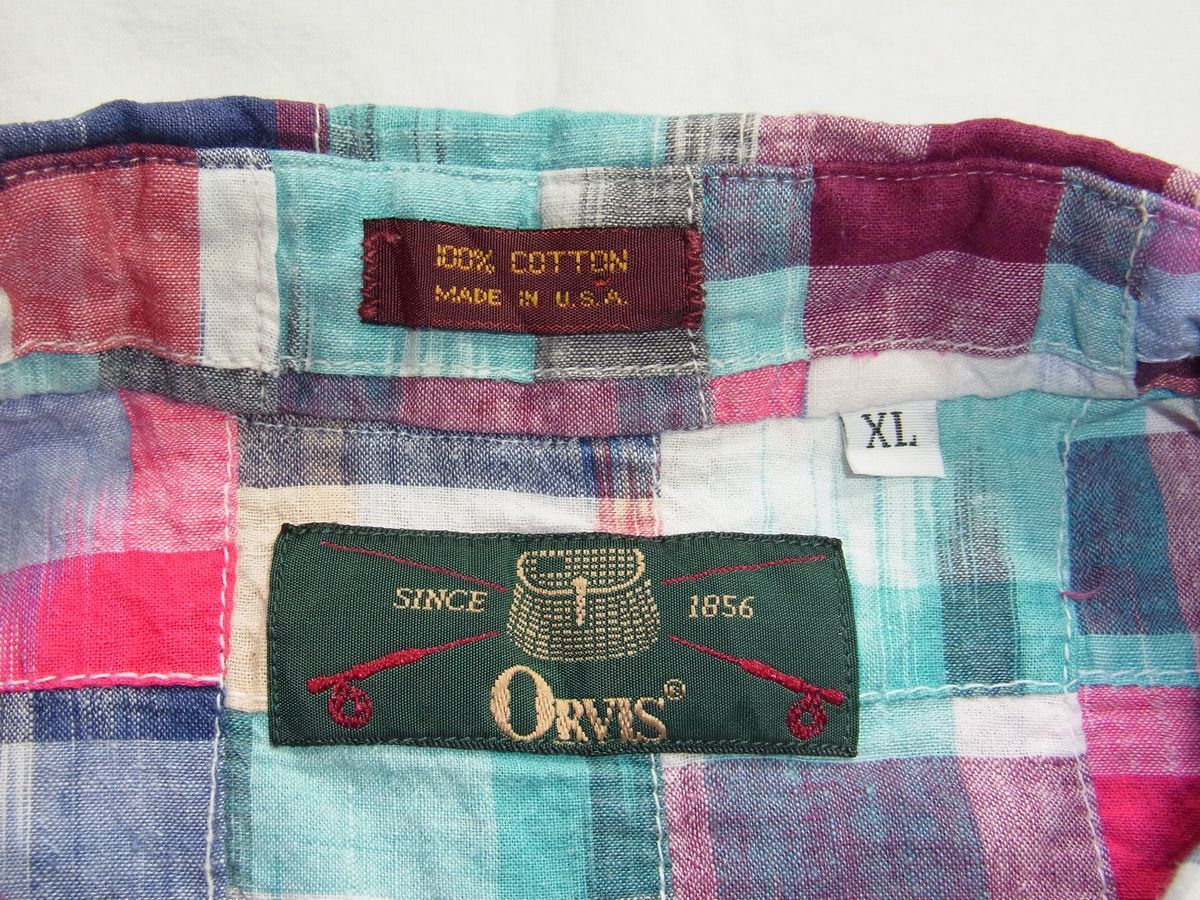 100% COTTON
MADE IN U.S.A.
XL
SINCE 1856
ORVIS®